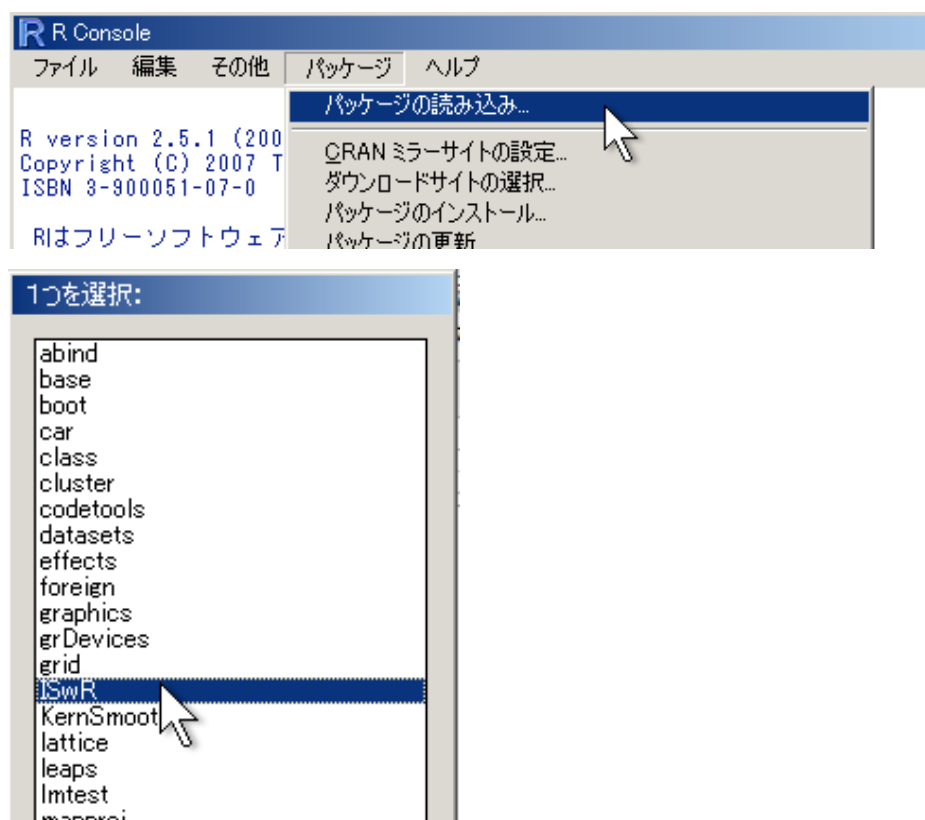 R Console
ファイル 編集 その他 パッケージ ヘルプ
パッケージの読み込み...
CRAN ミラーサイトの設定...
ダウンロードサイトの選択...
パッケージのインストール...
パッケージの更新
R version 2.5.1 (200
Copyright (C) 2007 T
ISBN 3-900051-07-0
Rはフリーソフトウェア
1つを選択:
abind
base
boot
car
class
cluster
codetools
datasets
effects
foreign
graphics
grDevices
grid
ISwR
KernSmoot
lattice
leaps
lmtest
mapproj